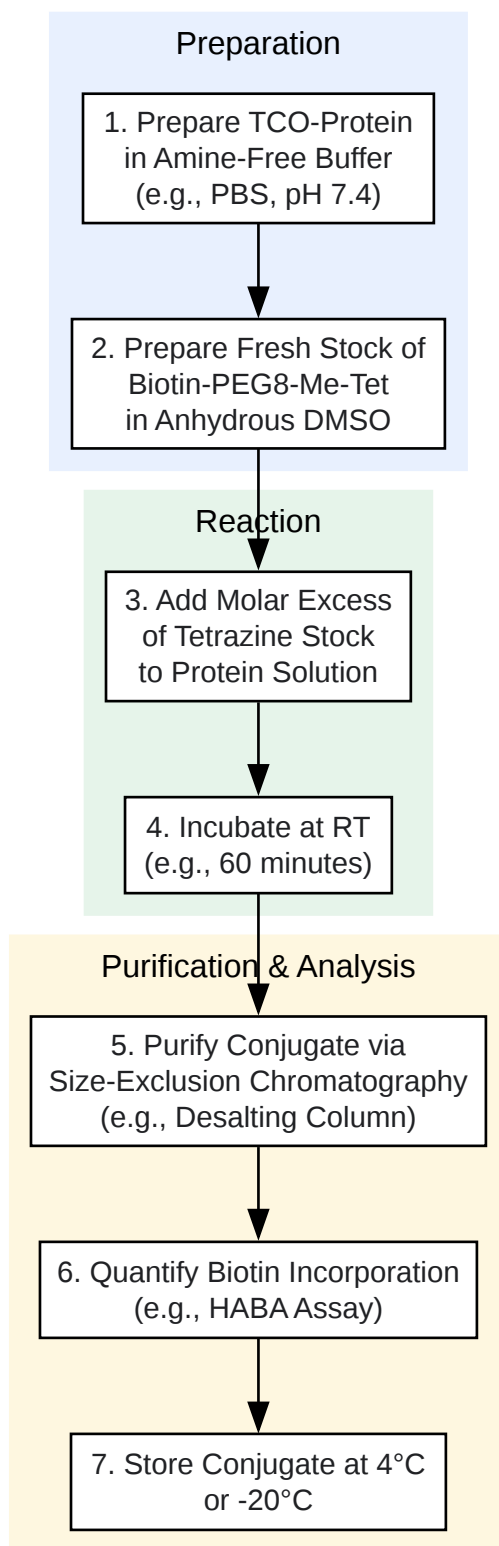 Preparation
1. Prepare TCO-Protein
in Amine-Free Buffer
(e.g., PBS, pH 7.4)
2. Prepare Fresh Stock of
Biotin-PEG8-Me-Tet
in Anhydrous DMSO
Reaction
3. Add Molar Excess
of Tetrazine Stock
to Protein Solution
4. Incubate at RT
(e.g., 60 minutes)
Purification & Analysis
5. Purify Conjugate via
Size-Exclusion Chromatography
(e.g., Desalting Column)
6. Quantify Biotin Incorporation
(e.g., HABA Assay)
7. Store Conjugate at 4°C
or -20°C